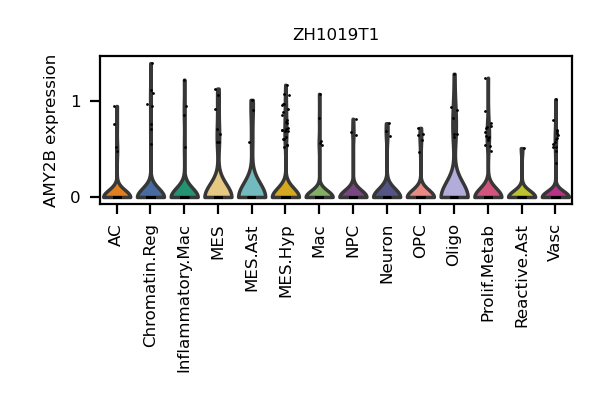 ZH1019T1
AMY2B expression
1
0
AC
Chromatin.Reg
Inflammatory.Mac
MES
MES.Ast
MES.Hyp
Mac
NPC
Neuron
OPC
Oligo
Prolif.Metab
Reactive.Ast
Vasc